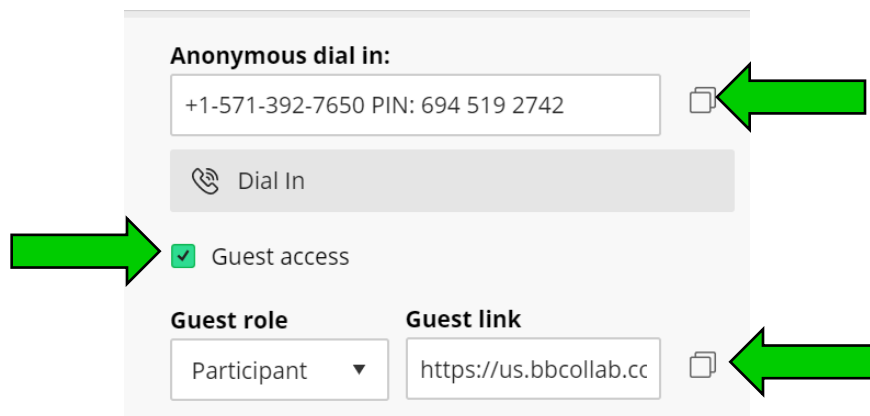 Anonymous dial in:
+1-571-392-7650 PIN: 694 519 2742
Dial In
Guest access
Guest role Guest link
Participant https://us.bbcollab.cc